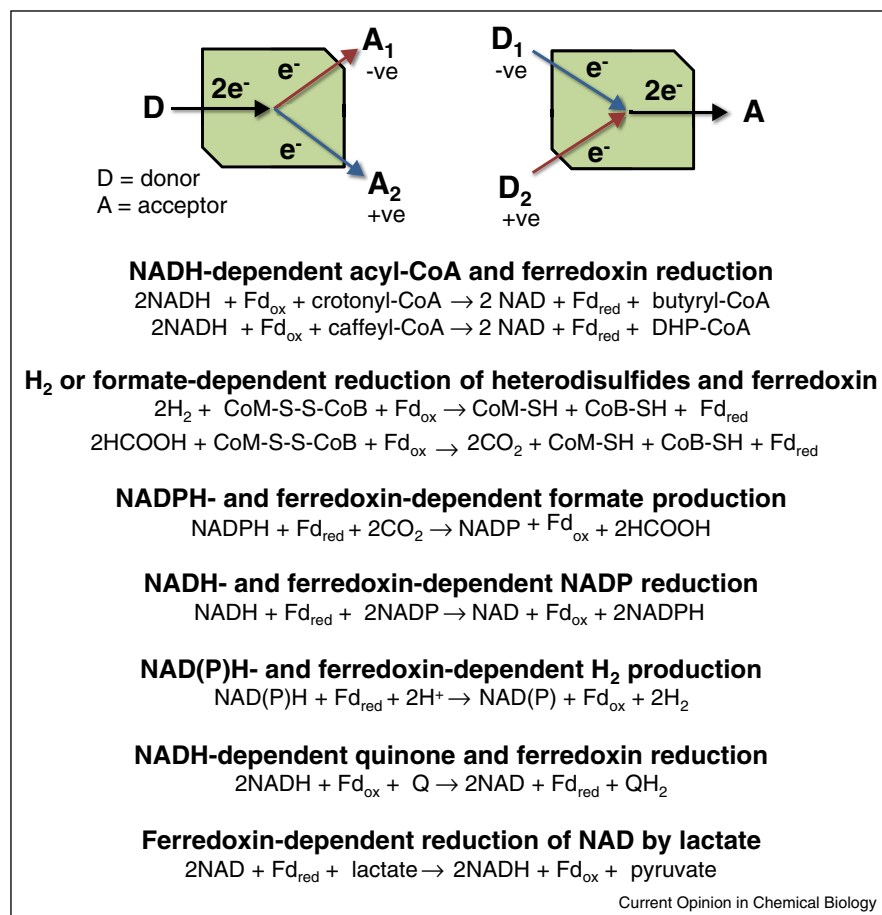 D 2e- e- e- A1 -ve A2 +ve
D = donor
A = acceptor
D1 -ve D2 +ve e- e- 2e- A
NADH-dependent acyl-CoA and ferredoxin reduction
2NADH + Fdox + crotonyl-CoA → 2 NAD + Fdred + butyryl-CoA
2NADH + Fdox + caffeyl-CoA → 2 NAD + Fdred + DHP-CoA
H2 or formate-dependent reduction of heterodisulfides and ferredoxin
2H2 + CoM-S-S-CoB + Fdox → CoM-SH + CoB-SH + Fdred
2HCOOH + CoM-S-S-CoB + Fdox → 2CO2 + CoM-SH + CoB-SH + Fdred
NADPH- and ferredoxin-dependent formate production
NADPH + Fdred + 2CO2 → NADP + Fdox + 2HCOOH
NADH- and ferredoxin-dependent NADP reduction
NADH + Fdred + 2NADP → NAD + Fdox + 2NADPH
NAD(P)H- and ferredoxin-dependent H2 production
NAD(P)H + Fdred + 2H+ → NAD(P) + Fdox + 2H2
NADH-dependent quinone and ferredoxin reduction
2NADH + Fdox + Q → 2NAD + Fdred + QH2
Ferredoxin-dependent reduction of NAD by lactate
2NAD + Fdred + lactate → 2NADH + Fdox + pyruvate
Current Opinion in Chemical Biology